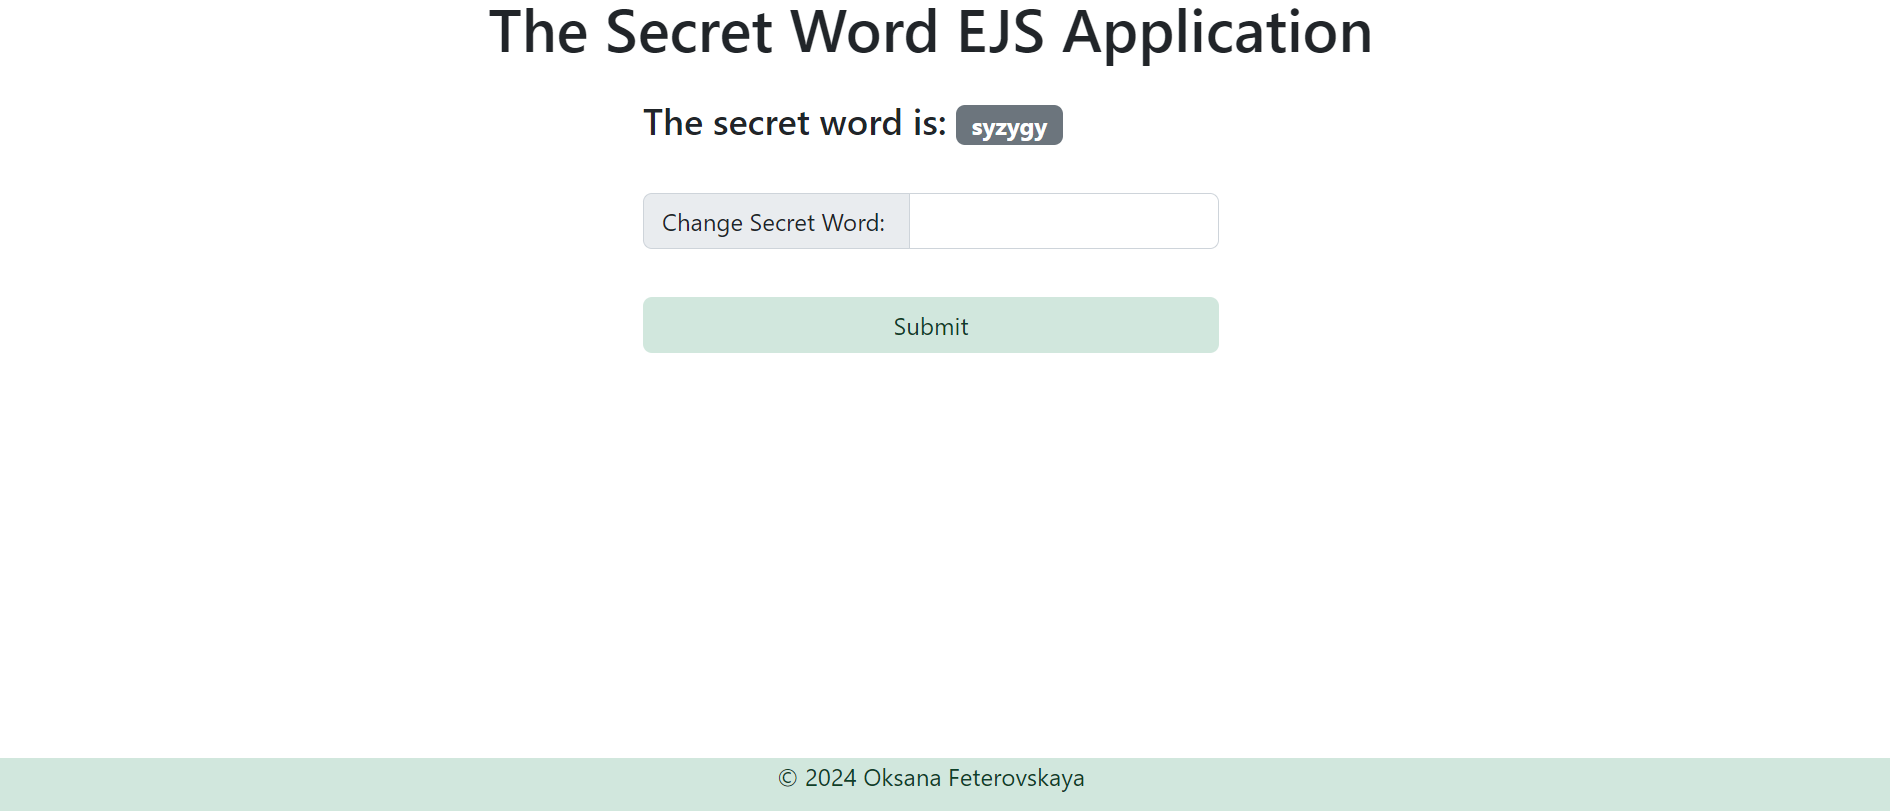 The Secret Word EJS Application
The secret word is: syzygy
Change Secret Word:
Submit
© 2024 Oksana Feterovskaya